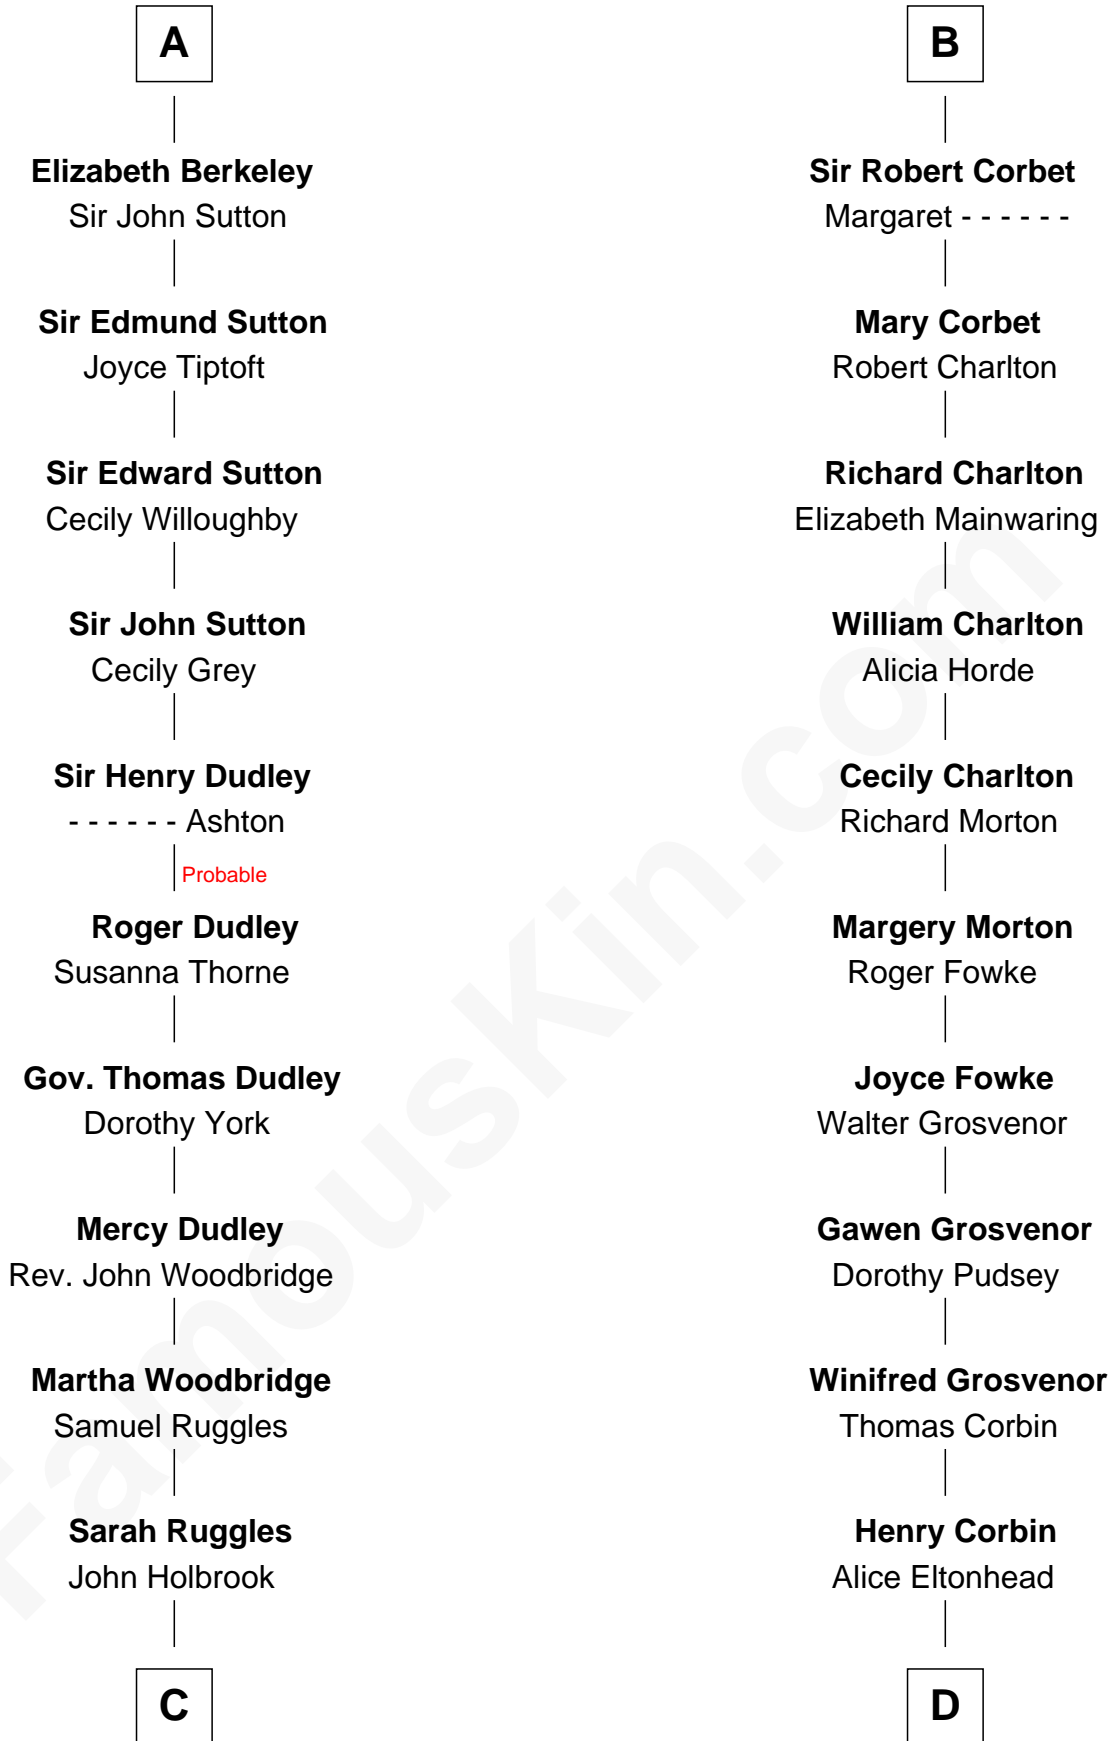 A
Elizabeth Berkeley
Sir John Sutton
Sir Edmund Sutton
Joyce Tiptoft
Sir Edward Sutton
Cecily Willoughby
Sir John Sutton
Cecily Grey
Sir Henry Dudley
- - - - - - Ashton
Probable
Roger Dudley
Susanna Thorne
Gov. Thomas Dudley
Dorothy York
Mercy Dudley
Rev. John Woodbridge
Martha Woodbridge
Samuel Ruggles
Sarah Ruggles
John Holbrook
C
B
Sir Robert Corbet
Margaret - - - - - -
Mary Corbet
Robert Charlton
Richard Charlton
Elizabeth Mainwaring
William Charlton
Alicia Horde
Cecily Charlton
Richard Morton
Margery Morton
Roger Fowke
Joyce Fowke
Walter Grosvenor
Gawen Grosvenor
Dorothy Pudsey
Winifred Grosvenor
Thomas Corbin
Henry Corbin
Alice Eltonhead
D
FamousKin.com